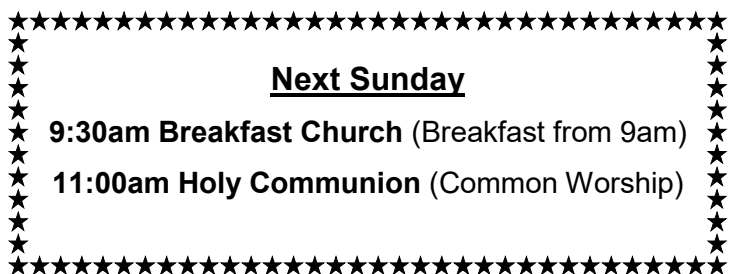 Next Sunday
9:30am Breakfast Church (Breakfast from 9am)
11:00am Holy Communion (Common Worship)